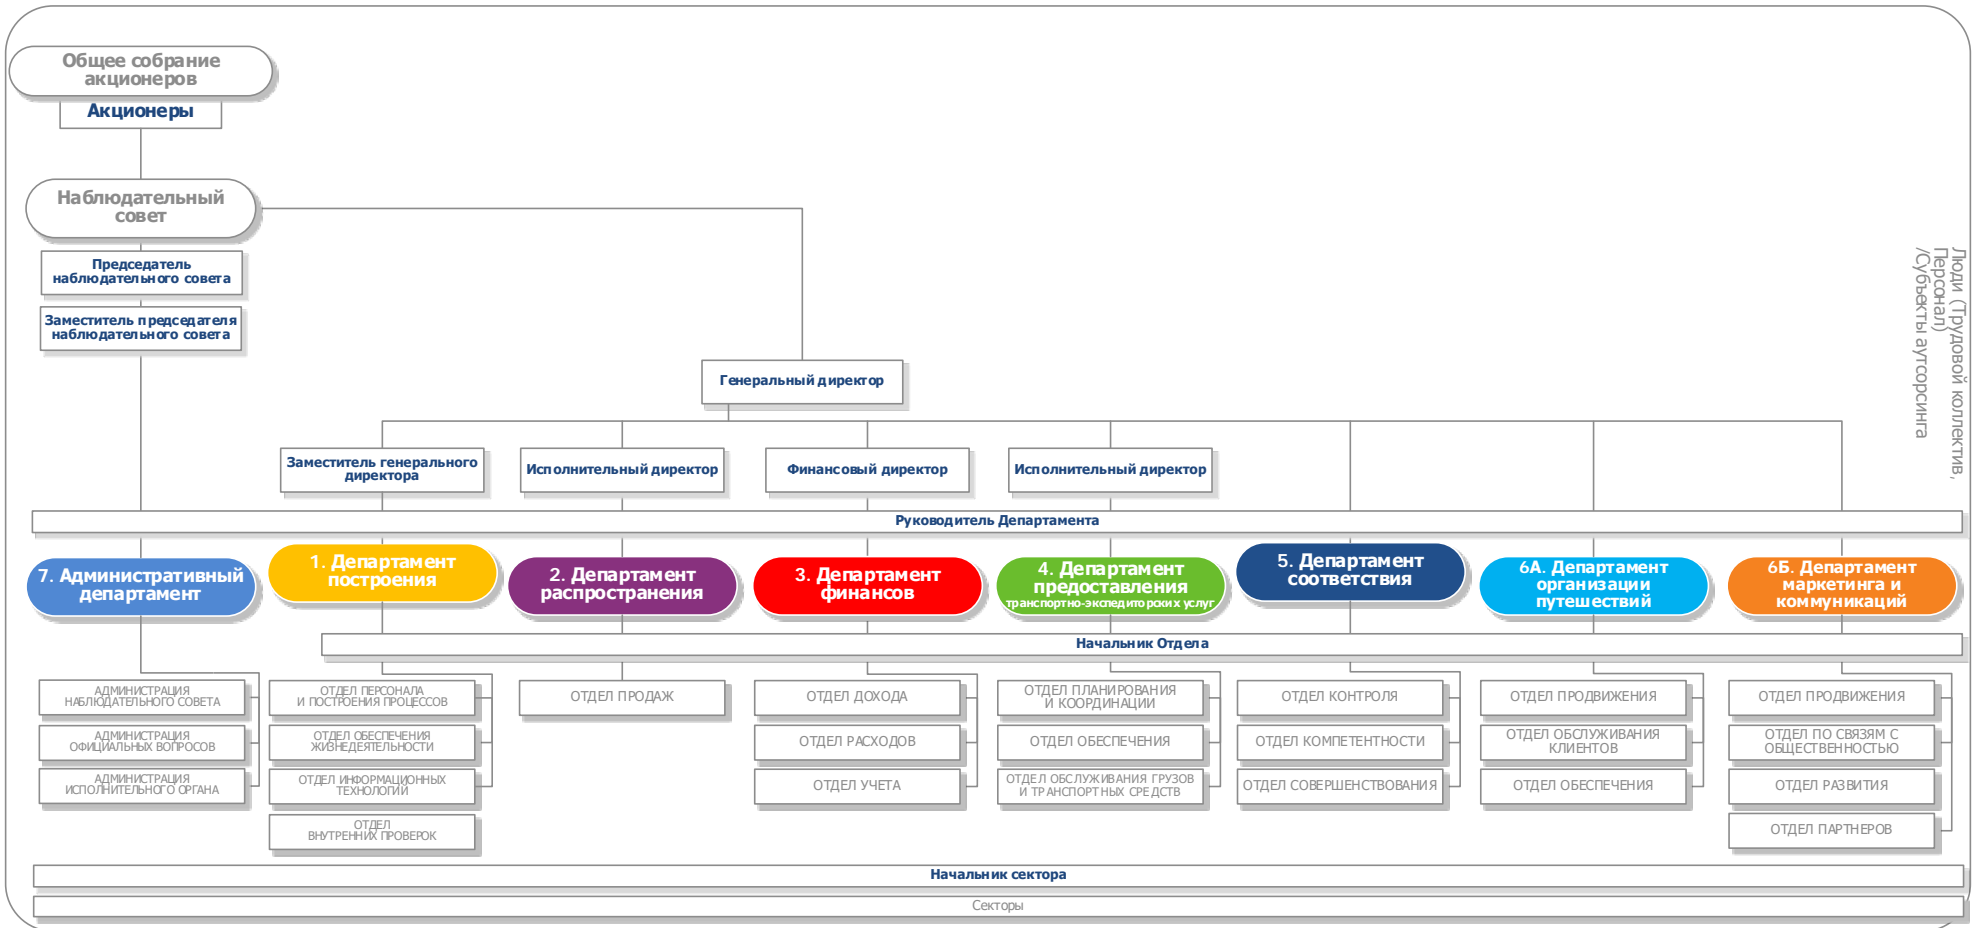 Общее собрание
акционеров
Акционеры
Наблюдательный
совет
Председатель
наблюдательного совета
Заместитель председателя
наблюдательного совета
Люди (Трудовой коллектив,
Персонал)
/Субъекты аутсорсинга
Генеральный директор
Заместитель генерального
директора
Исполнительный директор
Финансовый директор
Исполнительный директор
Руководитель Департамента
7. Административный
департамент
1. Департамент
построения
2. Департамент
распространения
3. Департамент
финансов
4. Департамент
предоставления
транспортно-экспедиторских услуг
5. Департамент
соответствия
6А. Департамент
организации
путешествий
6Б. Департамент
маркетинга и
коммуникаций
Начальник Отдела
АДМИНИСТРАЦИЯ
НАБЛЮДАТЕЛЬНОГО СОВЕТА
АДМИНИСТРАЦИЯ
ОФИЦИАЛЬНЫХ ВОПРОСОВ
АДМИНИСТРАЦИЯ
ИСПОЛНИТЕЛЬНОГО ОРГАНА
ОТДЕЛ ПЕРСОНАЛА
И ПОСТРОЕНИЯ ПРОЦЕССОВ
ОТДЕЛ ОБЕСПЕЧЕНИЯ
ЖИЗНЕДЕЯТЕЛЬНОСТИ
ОТДЕЛ ИНФОРМАЦИОННЫХ
ТЕХНОЛОГИЙ
ОТДЕЛ
ВНУТРЕННИХ ПРОВЕРОК
ОТДЕЛ ПРОДАЖ
ОТДЕЛ ДОХОДА
ОТДЕЛ РАСХОДОВ
ОТДЕЛ УЧЕТА
ОТДЕЛ ПЛАНИРОВАНИЯ
И КООРДИНАЦИИ
ОТДЕЛ ОБЕСПЕЧЕНИЯ
ОТДЕЛ ОБСЛУЖИВАНИЯ ГРУЗОВ
И ТРАНСПОРТНЫХ СРЕДСТВ
ОТДЕЛ КОНТРОЛЯ
ОТДЕЛ КОМПЕТЕНТНОСТИ
ОТДЕЛ СОВЕРШЕНСТВОВАНИЯ
ОТДЕЛ ПРОДВИЖЕНИЯ
ОТДЕЛ ОБСЛУЖИВАНИЯ
КЛИЕНТОВ
ОТДЕЛ ОБЕСПЕЧЕНИЯ
ОТДЕЛ ПРОДВИЖЕНИЯ
ОТДЕЛ ПО СВЯЗЯМ С
ОБЩЕСТВЕННОСТЬЮ
ОТДЕЛ РАЗВИТИЯ
ОТДЕЛ ПАРТНЕРОВ
Начальник сектора
Секторы